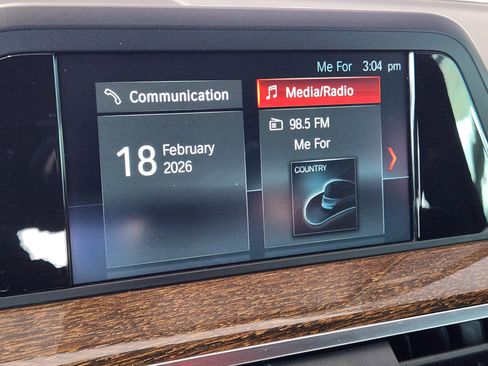 Me For 3:04 pm
Communication
Media/Radio
18 February
2026
98.5 FM
Me For
COUNTRY